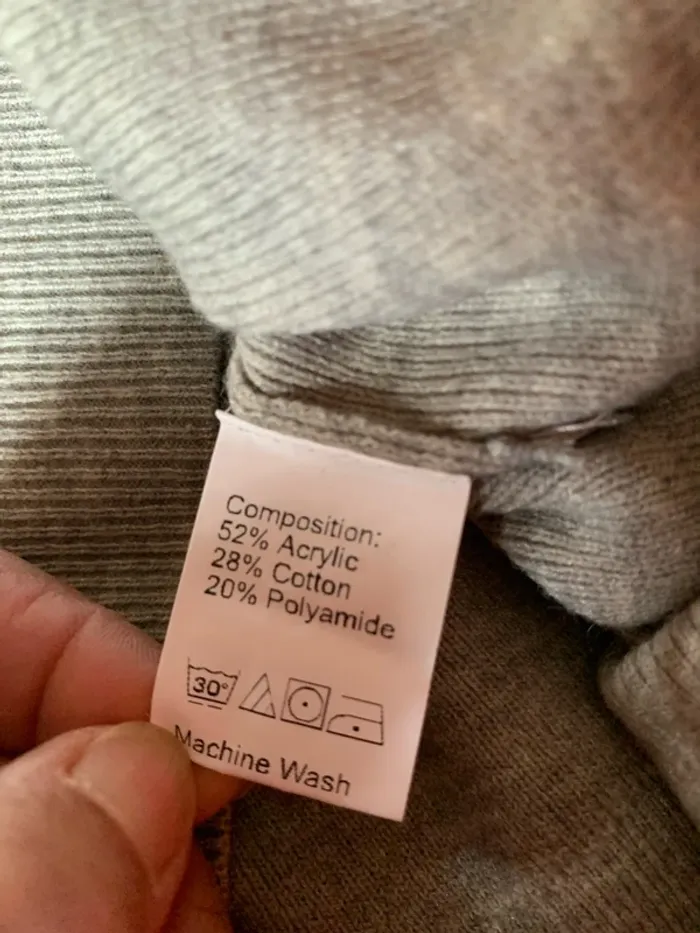 Composition:
52% Acrylic
28% Cotton
20% Polyamide
30°
Machine Wash